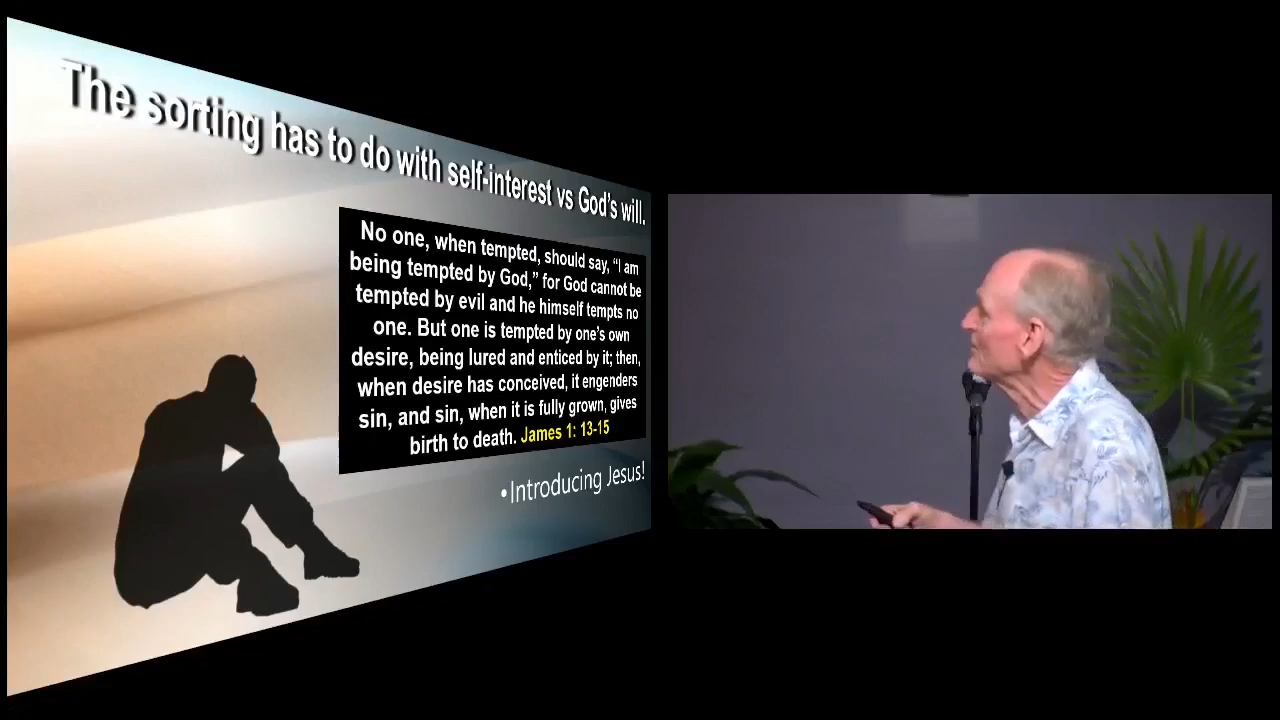 The sorting has to do with self-interest vs God's will.
No one, when tempted, should say, “I am
being tempted by God,” for God cannot be
tempted by evil and he himself tempts no
one. But one is tempted by one's own
desire, being lured and enticed by it; then,
when desire has conceived, it engenders
sin, and sin, when it is fully grown, gives
birth to death. James 1: 13-15
•Introducing Jesus!